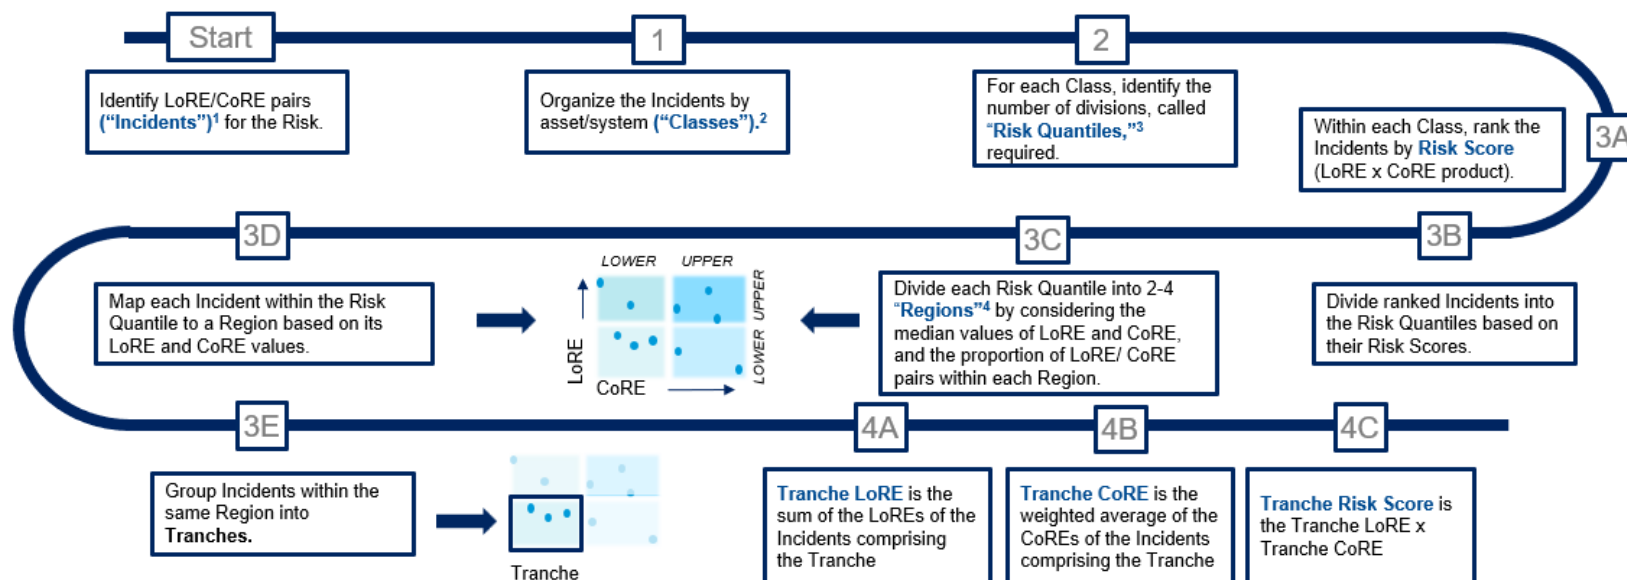 Start
Identify LoRE/CoRE pairs
("Incidents")¹ for the Risk.
1
Organize the Incidents by
asset/system ("Classes").²
2
For each Class, identify the
number of divisions, called
"Risk Quantiles,"³
required.
3A
Within each Class, rank the
Incidents by Risk Score
(LoRE x CoRE product).
3B
Divide ranked Incidents into
the Risk Quantiles based on
their Risk Scores.
3C
Divide each Risk Quantile into 2-4
"Regions"⁴ by considering the
median values of LoRE and CoRE,
and the proportion of LoRE/ CoRE
pairs within each Region.
LOWER UPPER
UPPER
LOWER
LoRE
CoRE
3D
Map each Incident within the Risk
Quantile to a Region based on its
LoRE and CoRE values.
3E
Group Incidents within the
same Region into
Tranches.
Tranche
4A
Tranche LoRE is the
sum of the LoREs of the
Incidents comprising
the Tranche
4B
Tranche CoRE is the
weighted average of the
CoREs of the Incidents
comprising the Tranche
4C
Tranche Risk Score is
the Tranche LoRE x
Tranche CoRE